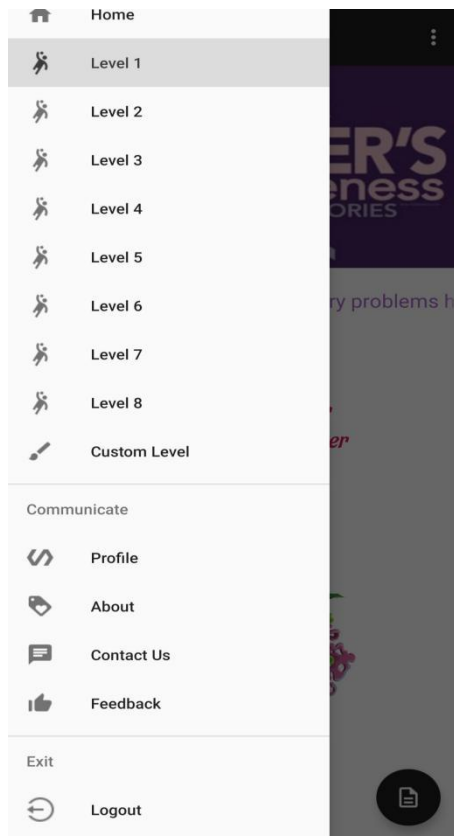 Home
Level 1
Level 2
Level 3
Level 4
Level 5
Level 6
Level 7
Level 8
Custom Level
Communicate
Profile
About
Contact Us
Feedback
Exit
Logout
ER'S
eness
ORIES
ry problems h
er